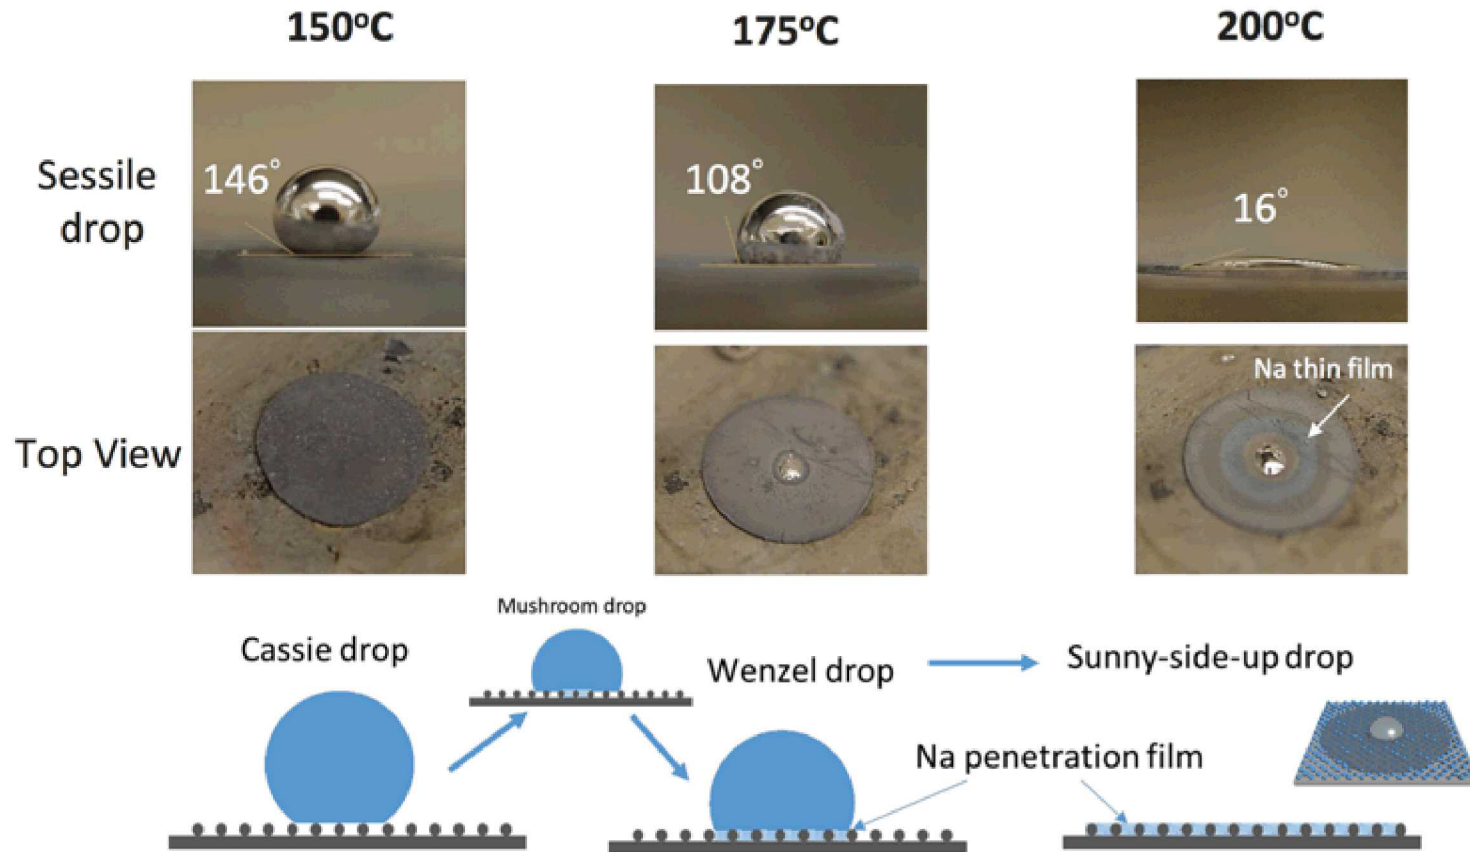 150°C
175°C
200°C
Sessile
drop
146°
108°
16°
Top View
Na thin film
Mushroom drop
Cassie drop
Wenzel drop
Sunny-side-up drop
Na penetration film